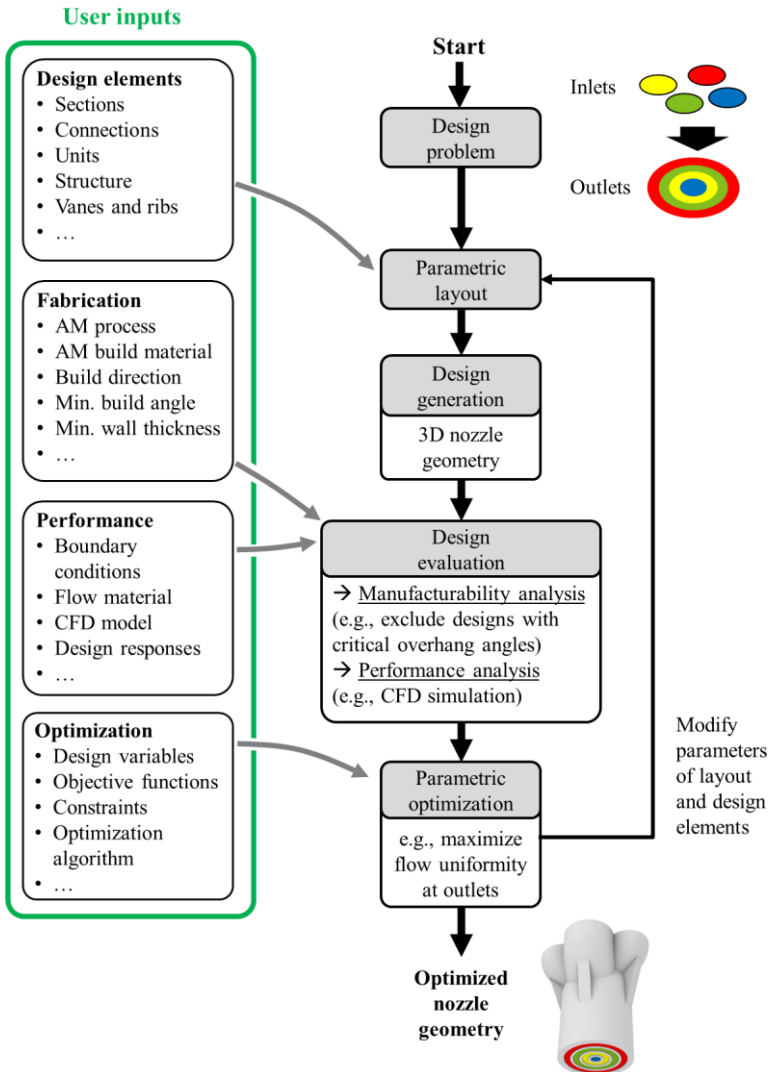 User inputs
Design elements
• Sections
• Connections
• Units
• Structure
• Vanes and ribs
• …
Fabrication
• AM process
• AM build material
• Build direction
• Min. build angle
• Min. wall thickness
• …
Performance
• Boundary
conditions
• Flow material
• CFD model
• Design responses
• …
Optimization
• Design variables
• Objective functions
• Constraints
• Optimization
algorithm
• …
Start
Design
problem
Parametric
layout
Design
generation
3D nozzle
geometry
Design
evaluation
→ Manufacturability analysis
(e.g., exclude designs with
critical overhang angles)
→ Performance analysis
(e.g., CFD simulation)
Parametric
optimization
e.g., maximize
flow uniformity
at outlets
Optimized
nozzle
geometry
Inlets
Outlets
Modify
parameters
of layout
and design
elements